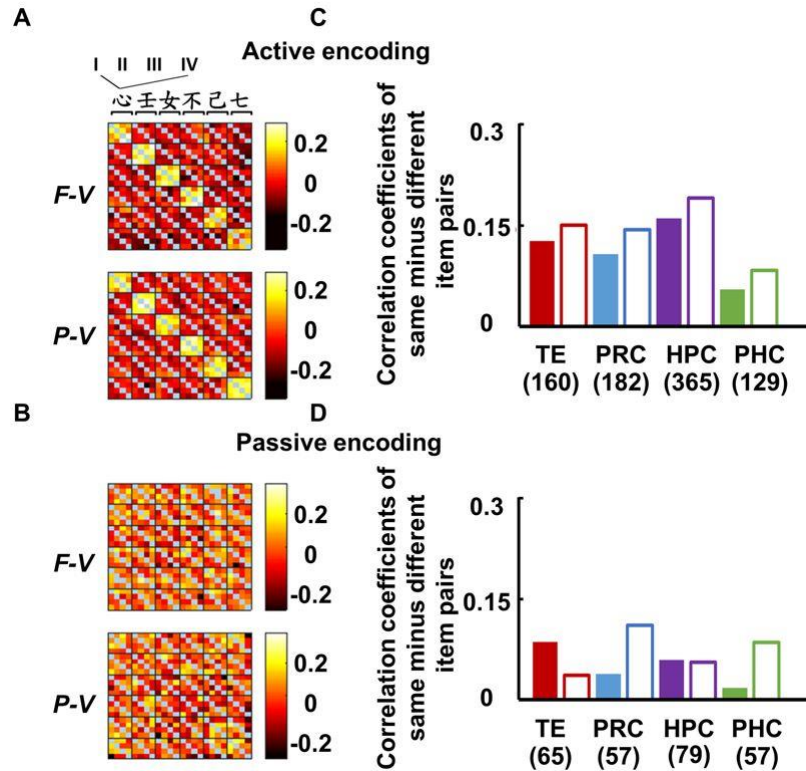 A
I II III IV
心 壬 女 不 己 七
F-V
0.2
0
-0.2
P-V
0.2
0
-0.2
C
Active encoding
Correlation coefficients of
same minus different
item pairs
0.3
0.15
0
TE PRC HPC PHC
(160) (182) (365) (129)
B
F-V
0.2
0
-0.2
P-V
0.2
0
-0.2
D
Passive encoding
Correlation coefficients of
same minus different
item pairs
0.3
0.15
0
TE PRC HPC PHC
(65) (57) (79) (57)